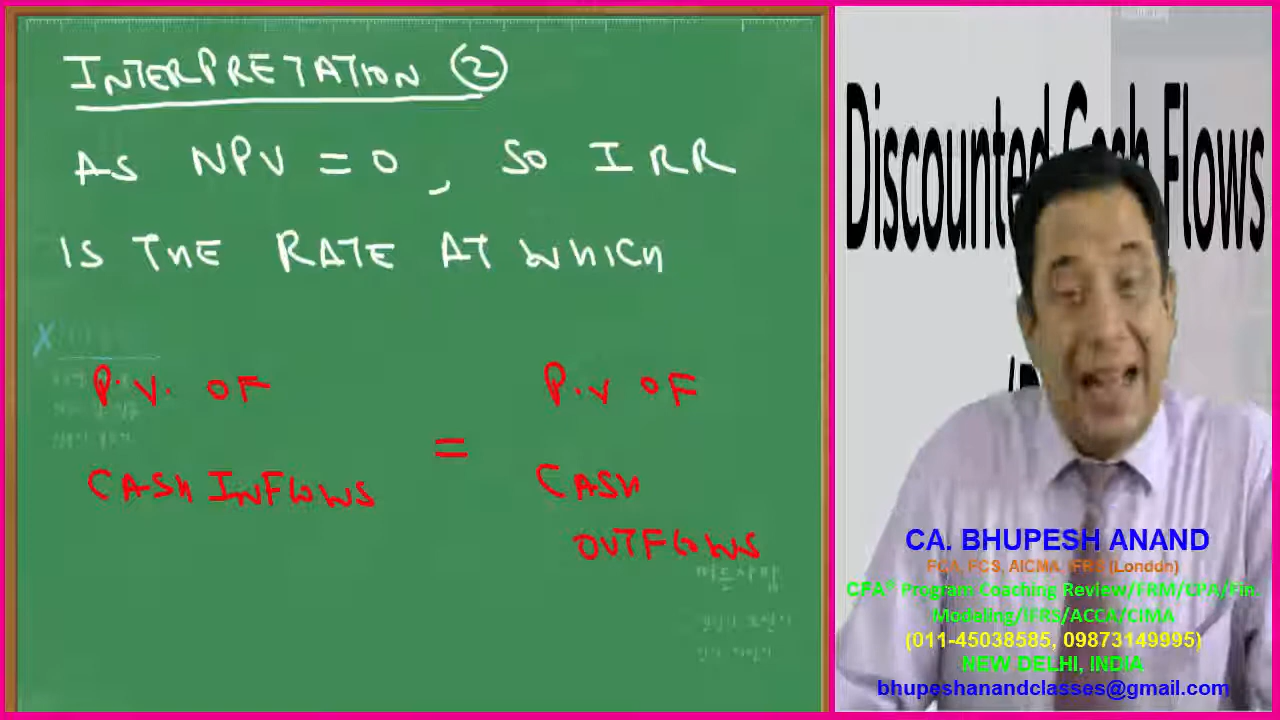 INTERPRETATION 2
AS NPV = 0, SO IRR
IS THE RATE AT WHICH
P.V. OF
CASH INFLOWS
=
P.V OF
CASH
OUTFLOWS
Discounted Cash Flows
CA. BHUPESH ANAND
FCA, FCS, AICMA, IFRS (London)
CFA® Program Coaching Review/FRM/CPA/Fin.
Modeling/IFRS/ACCA/CIMA
(011-45038585, 09873149995)
NEW DELHI, INDIA
bhupeshanandclasses@gmail.com